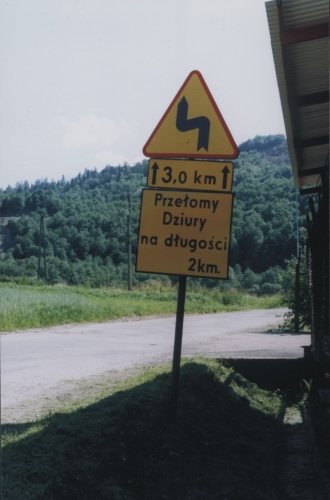 3,0 km
Przełomy
Dziury
na długości
2km.